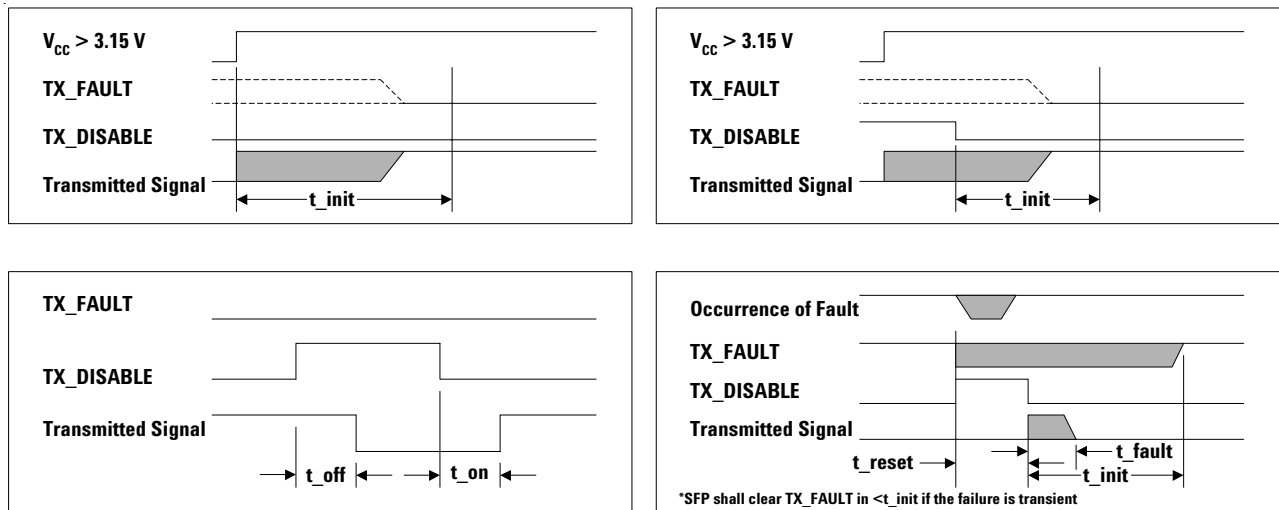 V_CC > 3.15 V
TX_FAULT
TX_DISABLE
Transmitted Signal
t_init
V_CC > 3.15 V
TX_FAULT
TX_DISABLE
Transmitted Signal
t_init
TX_FAULT
TX_DISABLE
Transmitted Signal
t_off
t_on
Occurrence of Fault
TX_FAULT
TX_DISABLE
Transmitted Signal
t_reset
t_fault
t_init
*SFP shall clear TX_FAULT in <t_init if the failure is transient